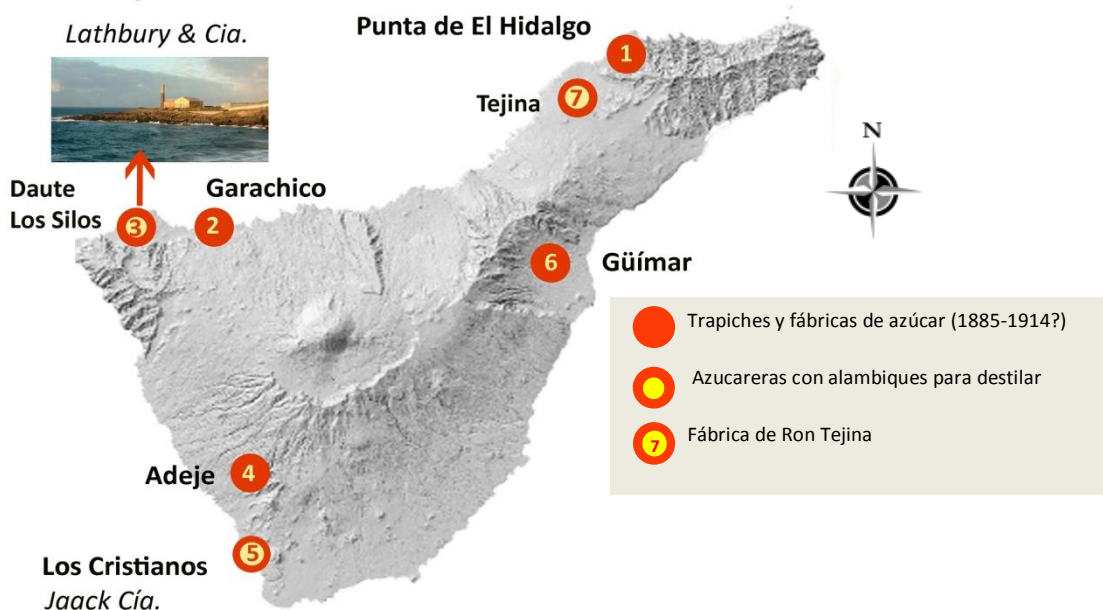 Lathbury & Cia.
Punta de El Hidalgo
1
Tejina
7
N
Daute
Los Silos
3
Garachico
2
6
Güímar
Trapiches y fábricas de azúcar (1885-1914?)
Azucareras con alambiques para destilar
7
Fábrica de Ron Tejina
Adeje
4
5
Los Cristianos
Jaack Cía.